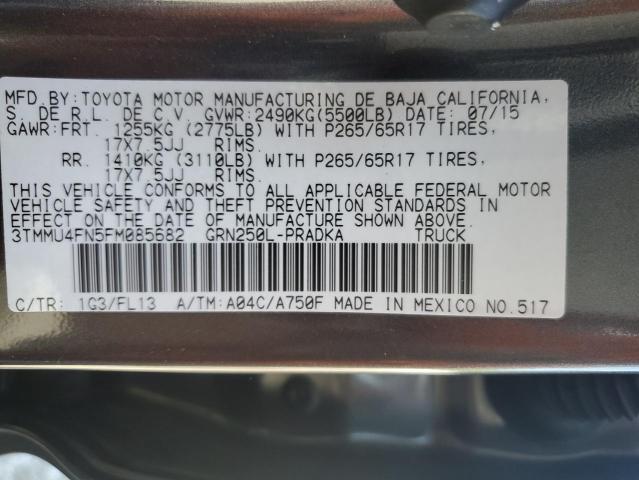 MFD. BY: TOYOTA MOTOR MANUFACTURING DE BAJA CALIFORNIA,
S. DE R.L. DE C.V. GVWR:2490KG(5500LB) DATE: 07/15
GAWR:FRT. 1255KG (2775LB) WITH P265/65R17 TIRES,
17X7.5JJ RIMS.
RR. 1410KG (3110LB) WITH P265/65R17 TIRES,
17X7.5JJ RIMS.
THIS VEHICLE CONFORMS TO ALL APPLICABLE FEDERAL MOTOR
VEHICLE SAFETY AND THEFT PREVENTION STANDARDS IN
EFFECT ON THE DATE OF MANUFACTURE SHOWN ABOVE.
3TMMU4FN5FM085682 GRN250L-PRADKA TRUCK
C/TR: 1G3/FL13 A/TM:A04C/A750F MADE IN MEXICO NO.517